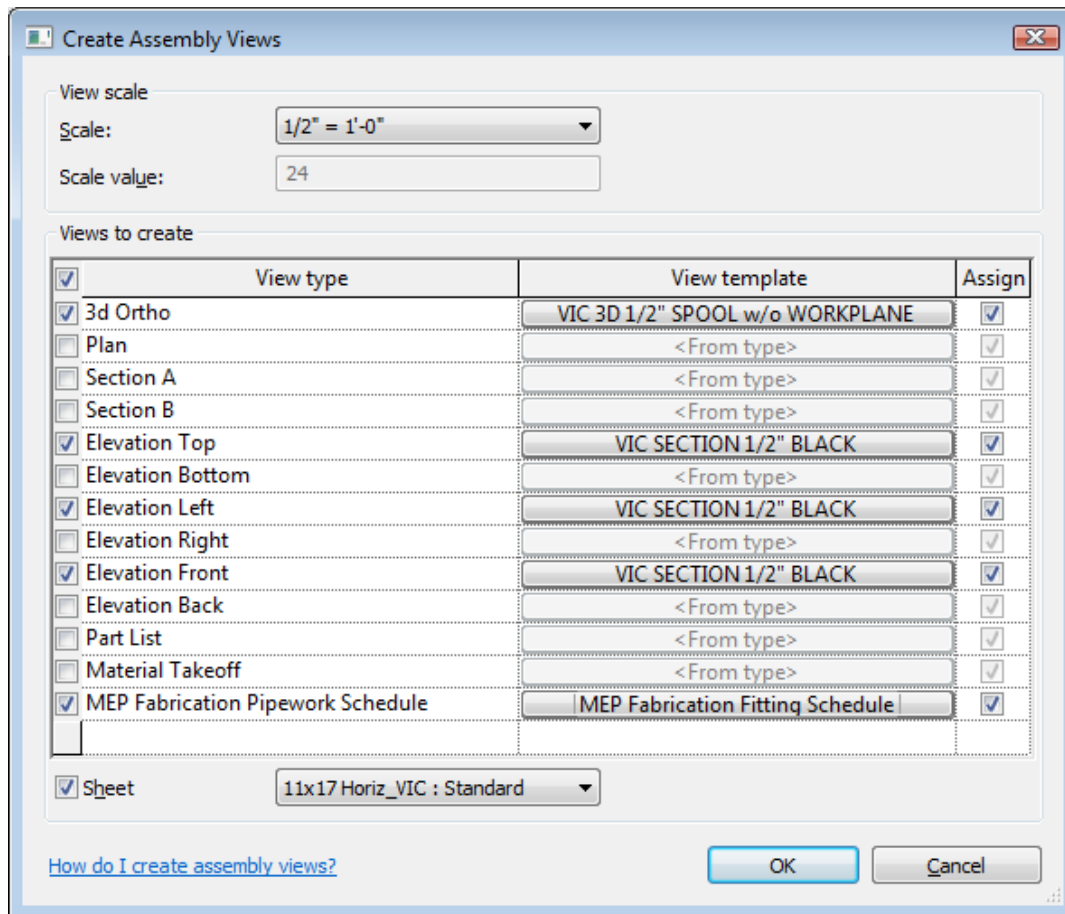 Create Assembly Views
View scale
Scale: 1/2" = 1'-0"
Scale value: 24
Views to create
View type View template Assign
3d Ortho VIC 3D 1/2" SPOOL w/o WORKPLANE
Plan <From type>
Section A <From type>
Section B <From type>
Elevation Top VIC SECTION 1/2" BLACK
Elevation Bottom <From type>
Elevation Left VIC SECTION 1/2" BLACK
Elevation Right <From type>
Elevation Front VIC SECTION 1/2" BLACK
Elevation Back <From type>
Part List <From type>
Material Takeoff <From type>
MEP Fabrication Pipework Schedule MEP Fabrication Fitting Schedule
Sheet 11x17 Horiz_VIC : Standard
How do I create assembly views? OK Cancel